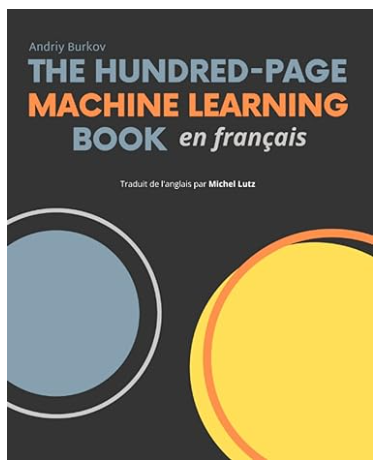 Andriy Burkov
THE HUNDRED-PAGE
MACHINE LEARNING
BOOK en français
Traduit de l'anglais par Michel Lutz